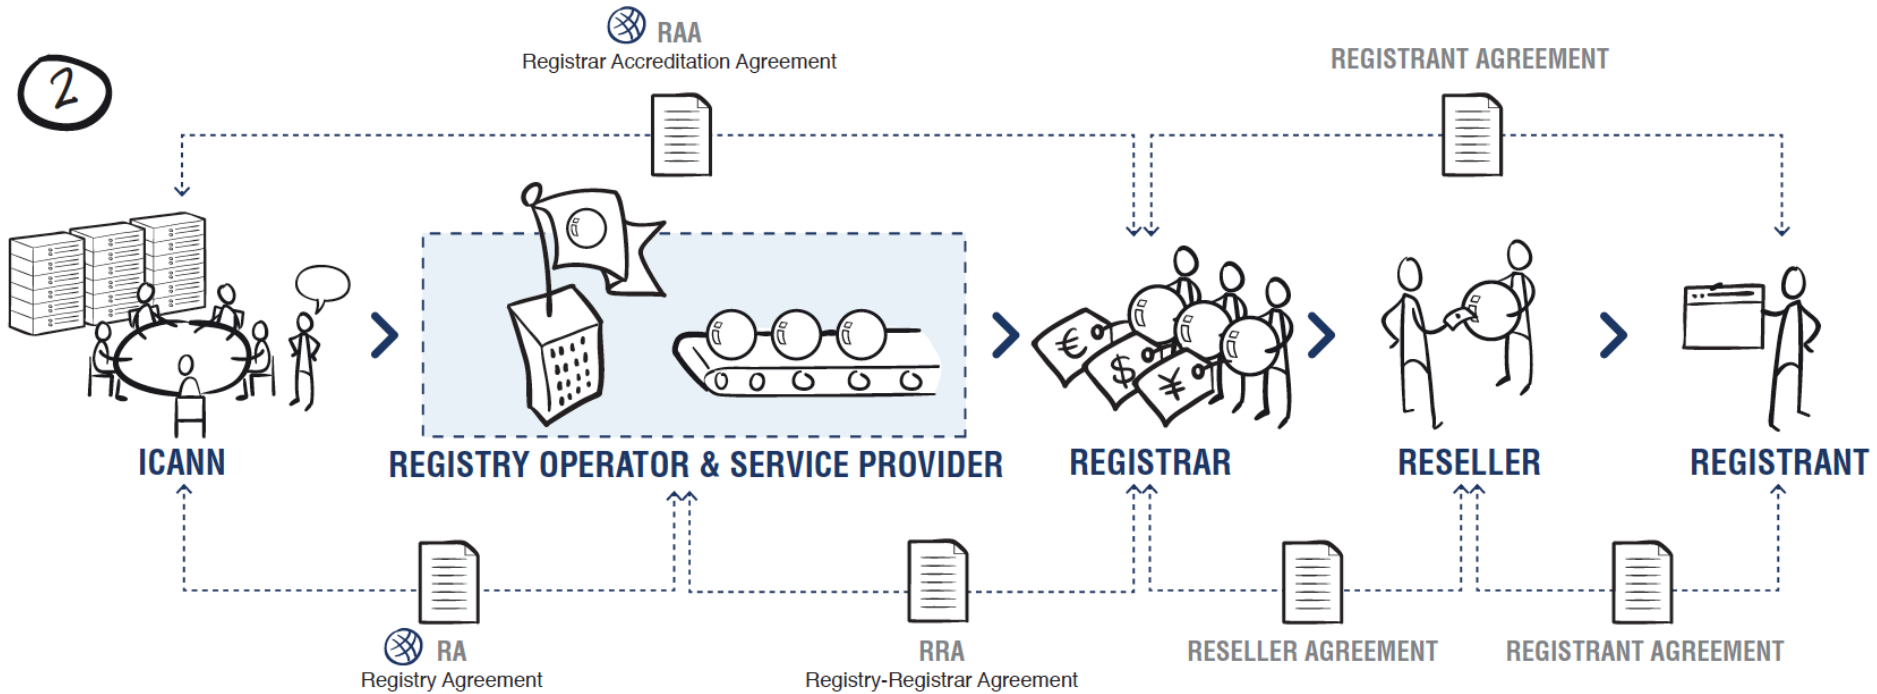 2
RAA
Registrar Accreditation Agreement
REGISTRANT AGREEMENT
€
$
¥
ICANN
REGISTRY OPERATOR & SERVICE PROVIDER
REGISTRAR
RESELLER
REGISTRANT
RA
Registry Agreement
RRA
Registry-Registrar Agreement
RESELLER AGREEMENT
REGISTRANT AGREEMENT